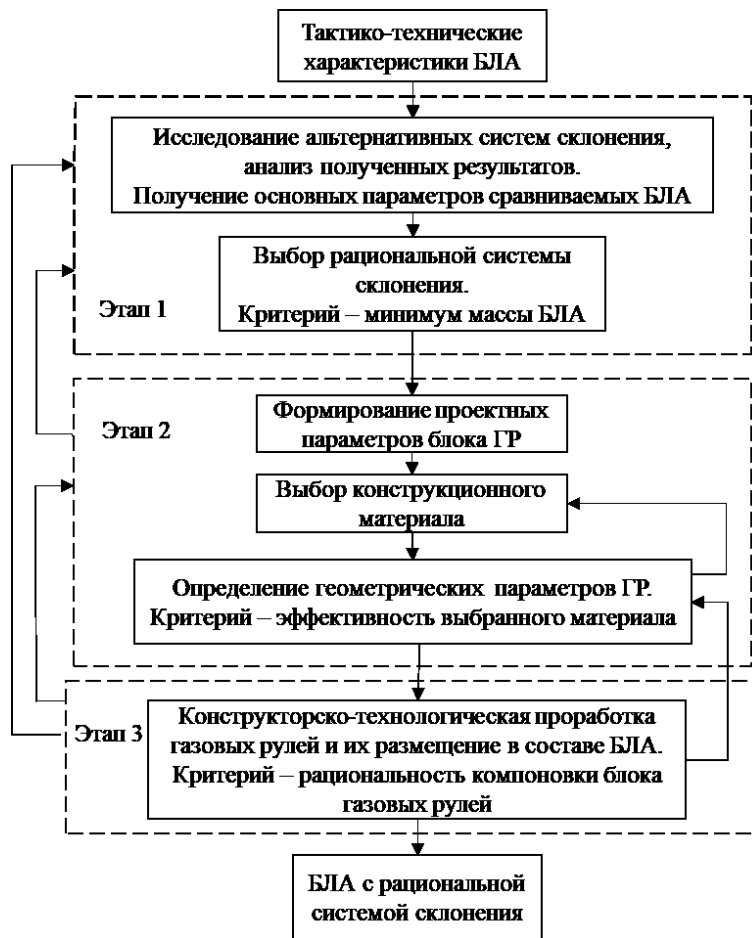 Тактико-технические
характеристики БЛА
Исследование альтернативных систем склонения,
анализ полученных результатов.
Получение основных параметров сравниваемых БЛА
Выбор рациональной системы
склонения.
Критерий – минимум массы БЛА
Этап 1
Формирование проектных
параметров блока ГР
Этап 2
Выбор конструкционного
материала
Определение геометрических параметров ГР.
Критерий – эффективность выбранного материала
Конструкторско-технологическая проработка
газовых рулей и их размещение в составе БЛА.
Критерий – рациональность компоновки блока
газовых рулей
Этап 3
БЛА с рациональной
системой склонения